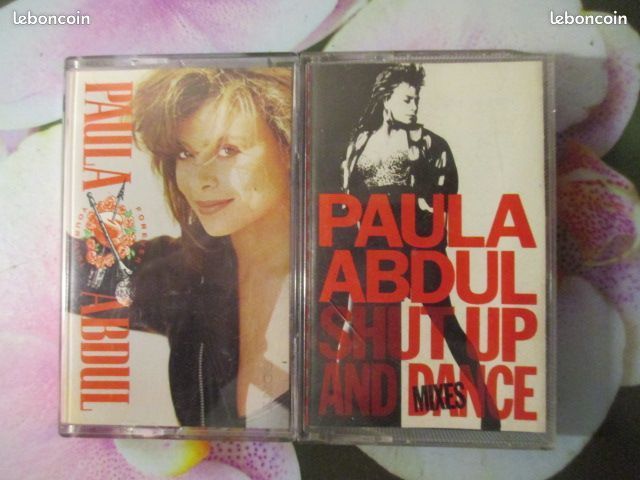 leboncoin
leboncoin
PAULA ABDUL
PAULA
ABDUL
SHUT UP
AND DANCE
MIXES